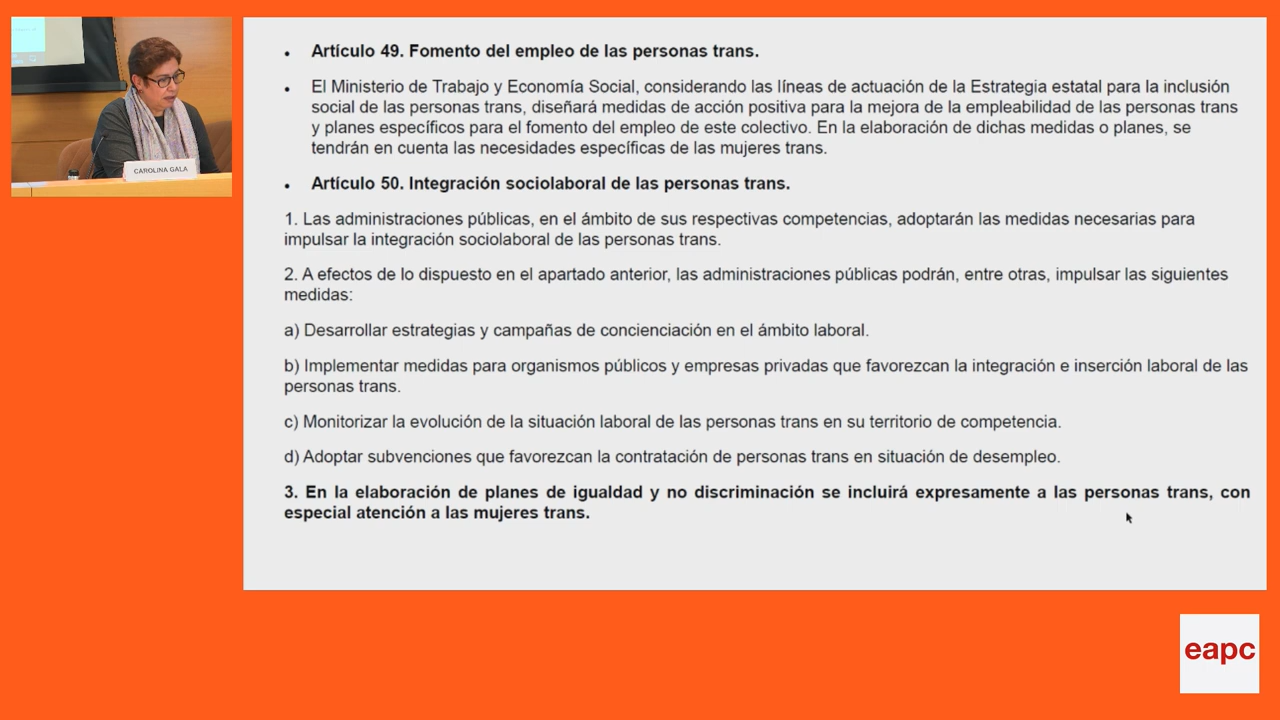 CAROLINA GALA
• Artículo 49. Fomento del empleo de las personas trans.
• El Ministerio de Trabajo y Economía Social, considerando las líneas de actuación de la Estrategia estatal para la inclusión
social de las personas trans, diseñará medidas de acción positiva para la mejora de la empleabilidad de las personas trans
y planes específicos para el fomento del empleo de este colectivo. En la elaboración de dichas medidas o planes, se
tendrán en cuenta las necesidades específicas de las mujeres trans.
• Artículo 50. Integración sociolaboral de las personas trans.
1. Las administraciones públicas, en el ámbito de sus respectivas competencias, adoptarán las medidas necesarias para
impulsar la integración sociolaboral de las personas trans.
2. A efectos de lo dispuesto en el apartado anterior, las administraciones públicas podrán, entre otras, impulsar las siguientes
medidas:
a) Desarrollar estrategias y campañas de concienciación en el ámbito laboral.
b) Implementar medidas para organismos públicos y empresas privadas que favorezcan la integración e inserción laboral de las
personas trans.
c) Monitorizar la evolución de la situación laboral de las personas trans en su territorio de competencia.
d) Adoptar subvenciones que favorezcan la contratación de personas trans en situación de desempleo.
3. En la elaboración de planes de igualdad y no discriminación se incluirá expresamente a las personas trans, con
especial atención a las mujeres trans.
eapc